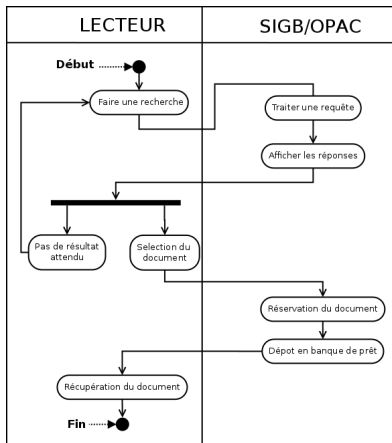 LECTEUR
SIGB/OPAC
Début
Faire une recherche
Traiter une requête
Afficher les réponses
Pas de résultat
attendu
Selection du
document
Réservation du document
Dépot en banque de prêt
Récupération du document
Fin